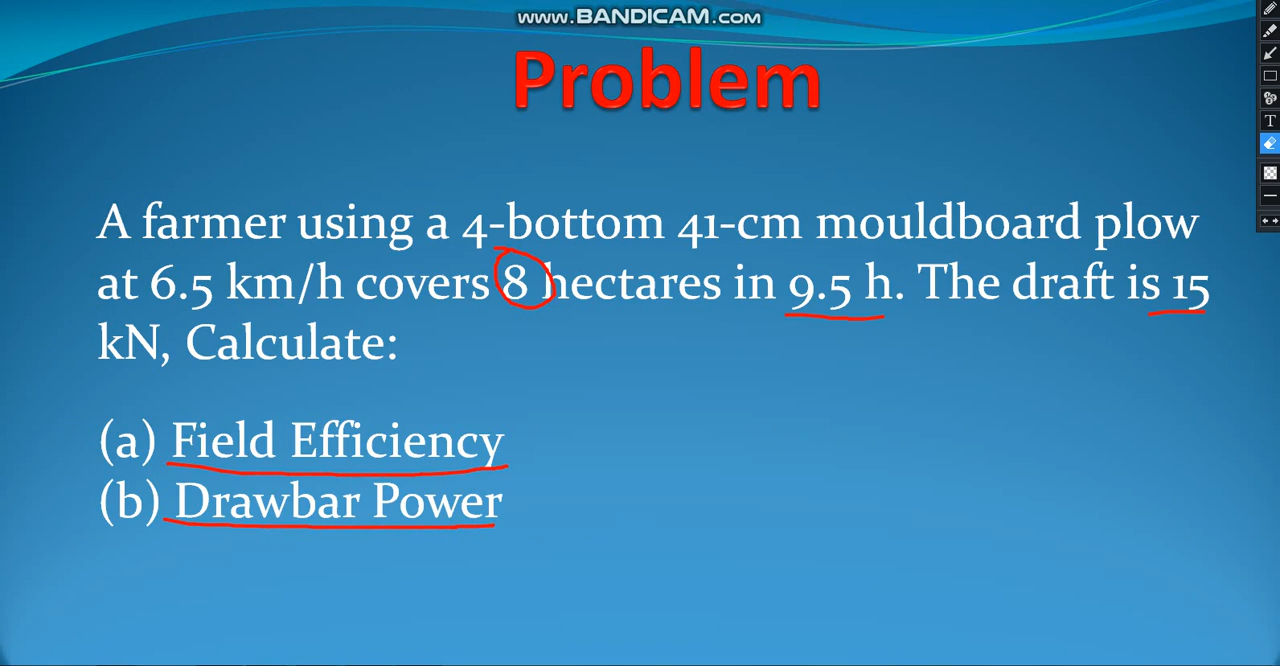 www.BANDICAM.com
Problem
A farmer using a 4-bottom 41-cm mouldboard plow
at 6.5 km/h covers 8 hectares in 9.5 h. The draft is 15
kN, Calculate:
(a) Field Efficiency
(b) Drawbar Power
T